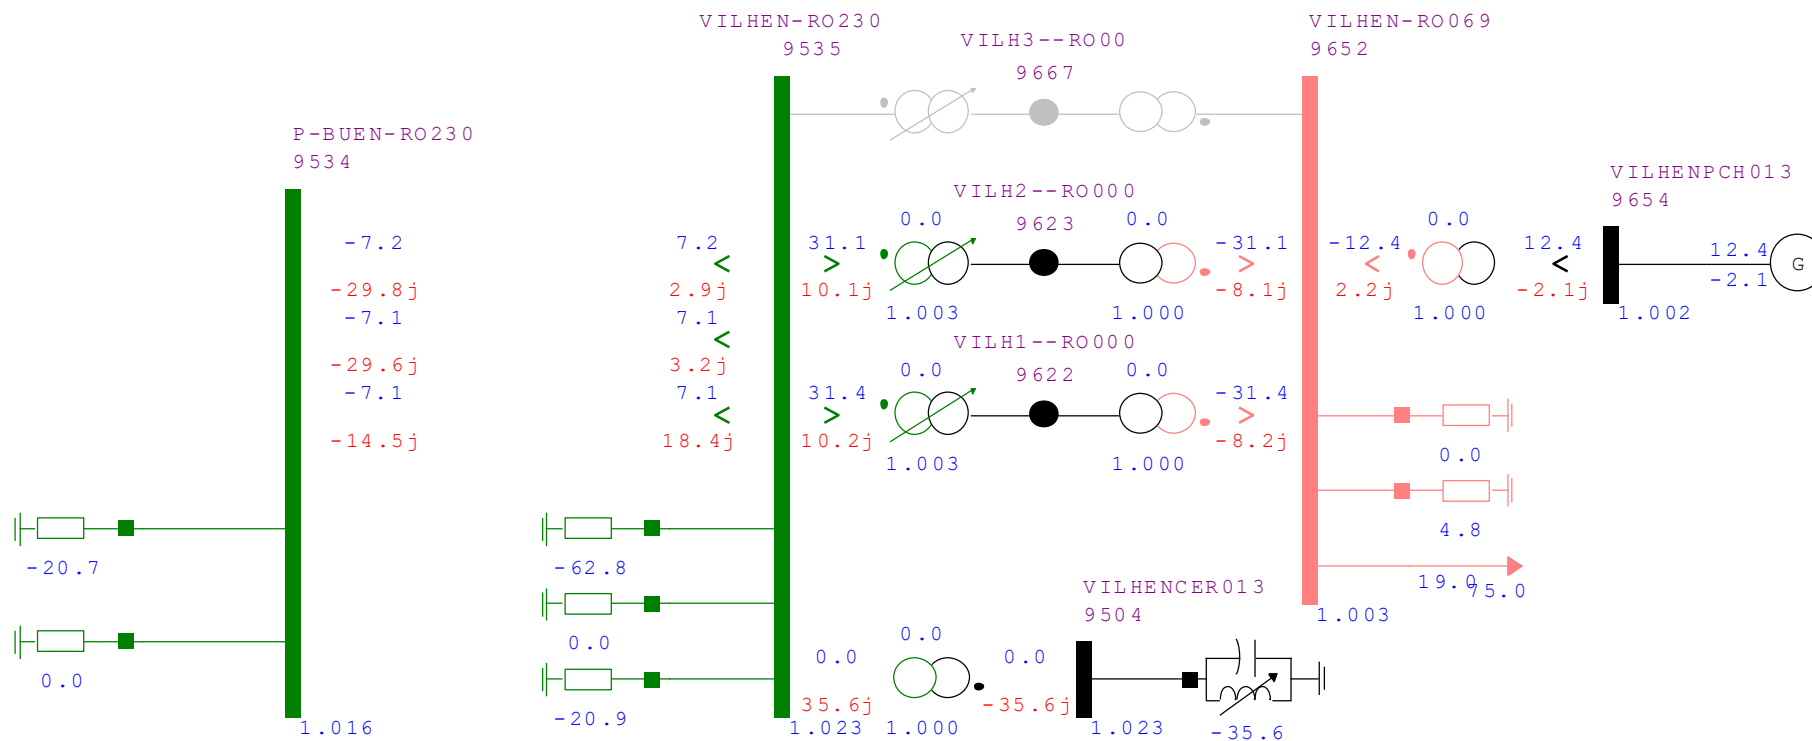 VILHEN-RO230
9535
VILH3--RO00
9667
VILHEN-RO069
9652
P-BUEN-RO230
9534
VILHENPCH013
9654
VILH2--RO000
9623
0.0
0.0
0.0
-7.2
7.2
31.1
-31.1
-12.4
12.4
12.4
G
-2.1
-29.8j
2.9j
10.1j
-8.1j
2.2j
-2.1j
1.003
1.000
1.000
1.002
-7.1
7.1
VILH1--RO000
9622
-29.6j
3.2j
0.0
0.0
-7.1
7.1
31.4
-31.4
-14.5j
18.4j
10.2j
-8.2j
1.003
1.000
0.0
4.8
-20.7
-62.8
19.0
75.0
VILHENCER013
9504
1.003
0.0
0.0
0.0
0.0
0.0
35.6j
-35.6j
-20.9
1.016
1.023
1.000
1.023
-35.6